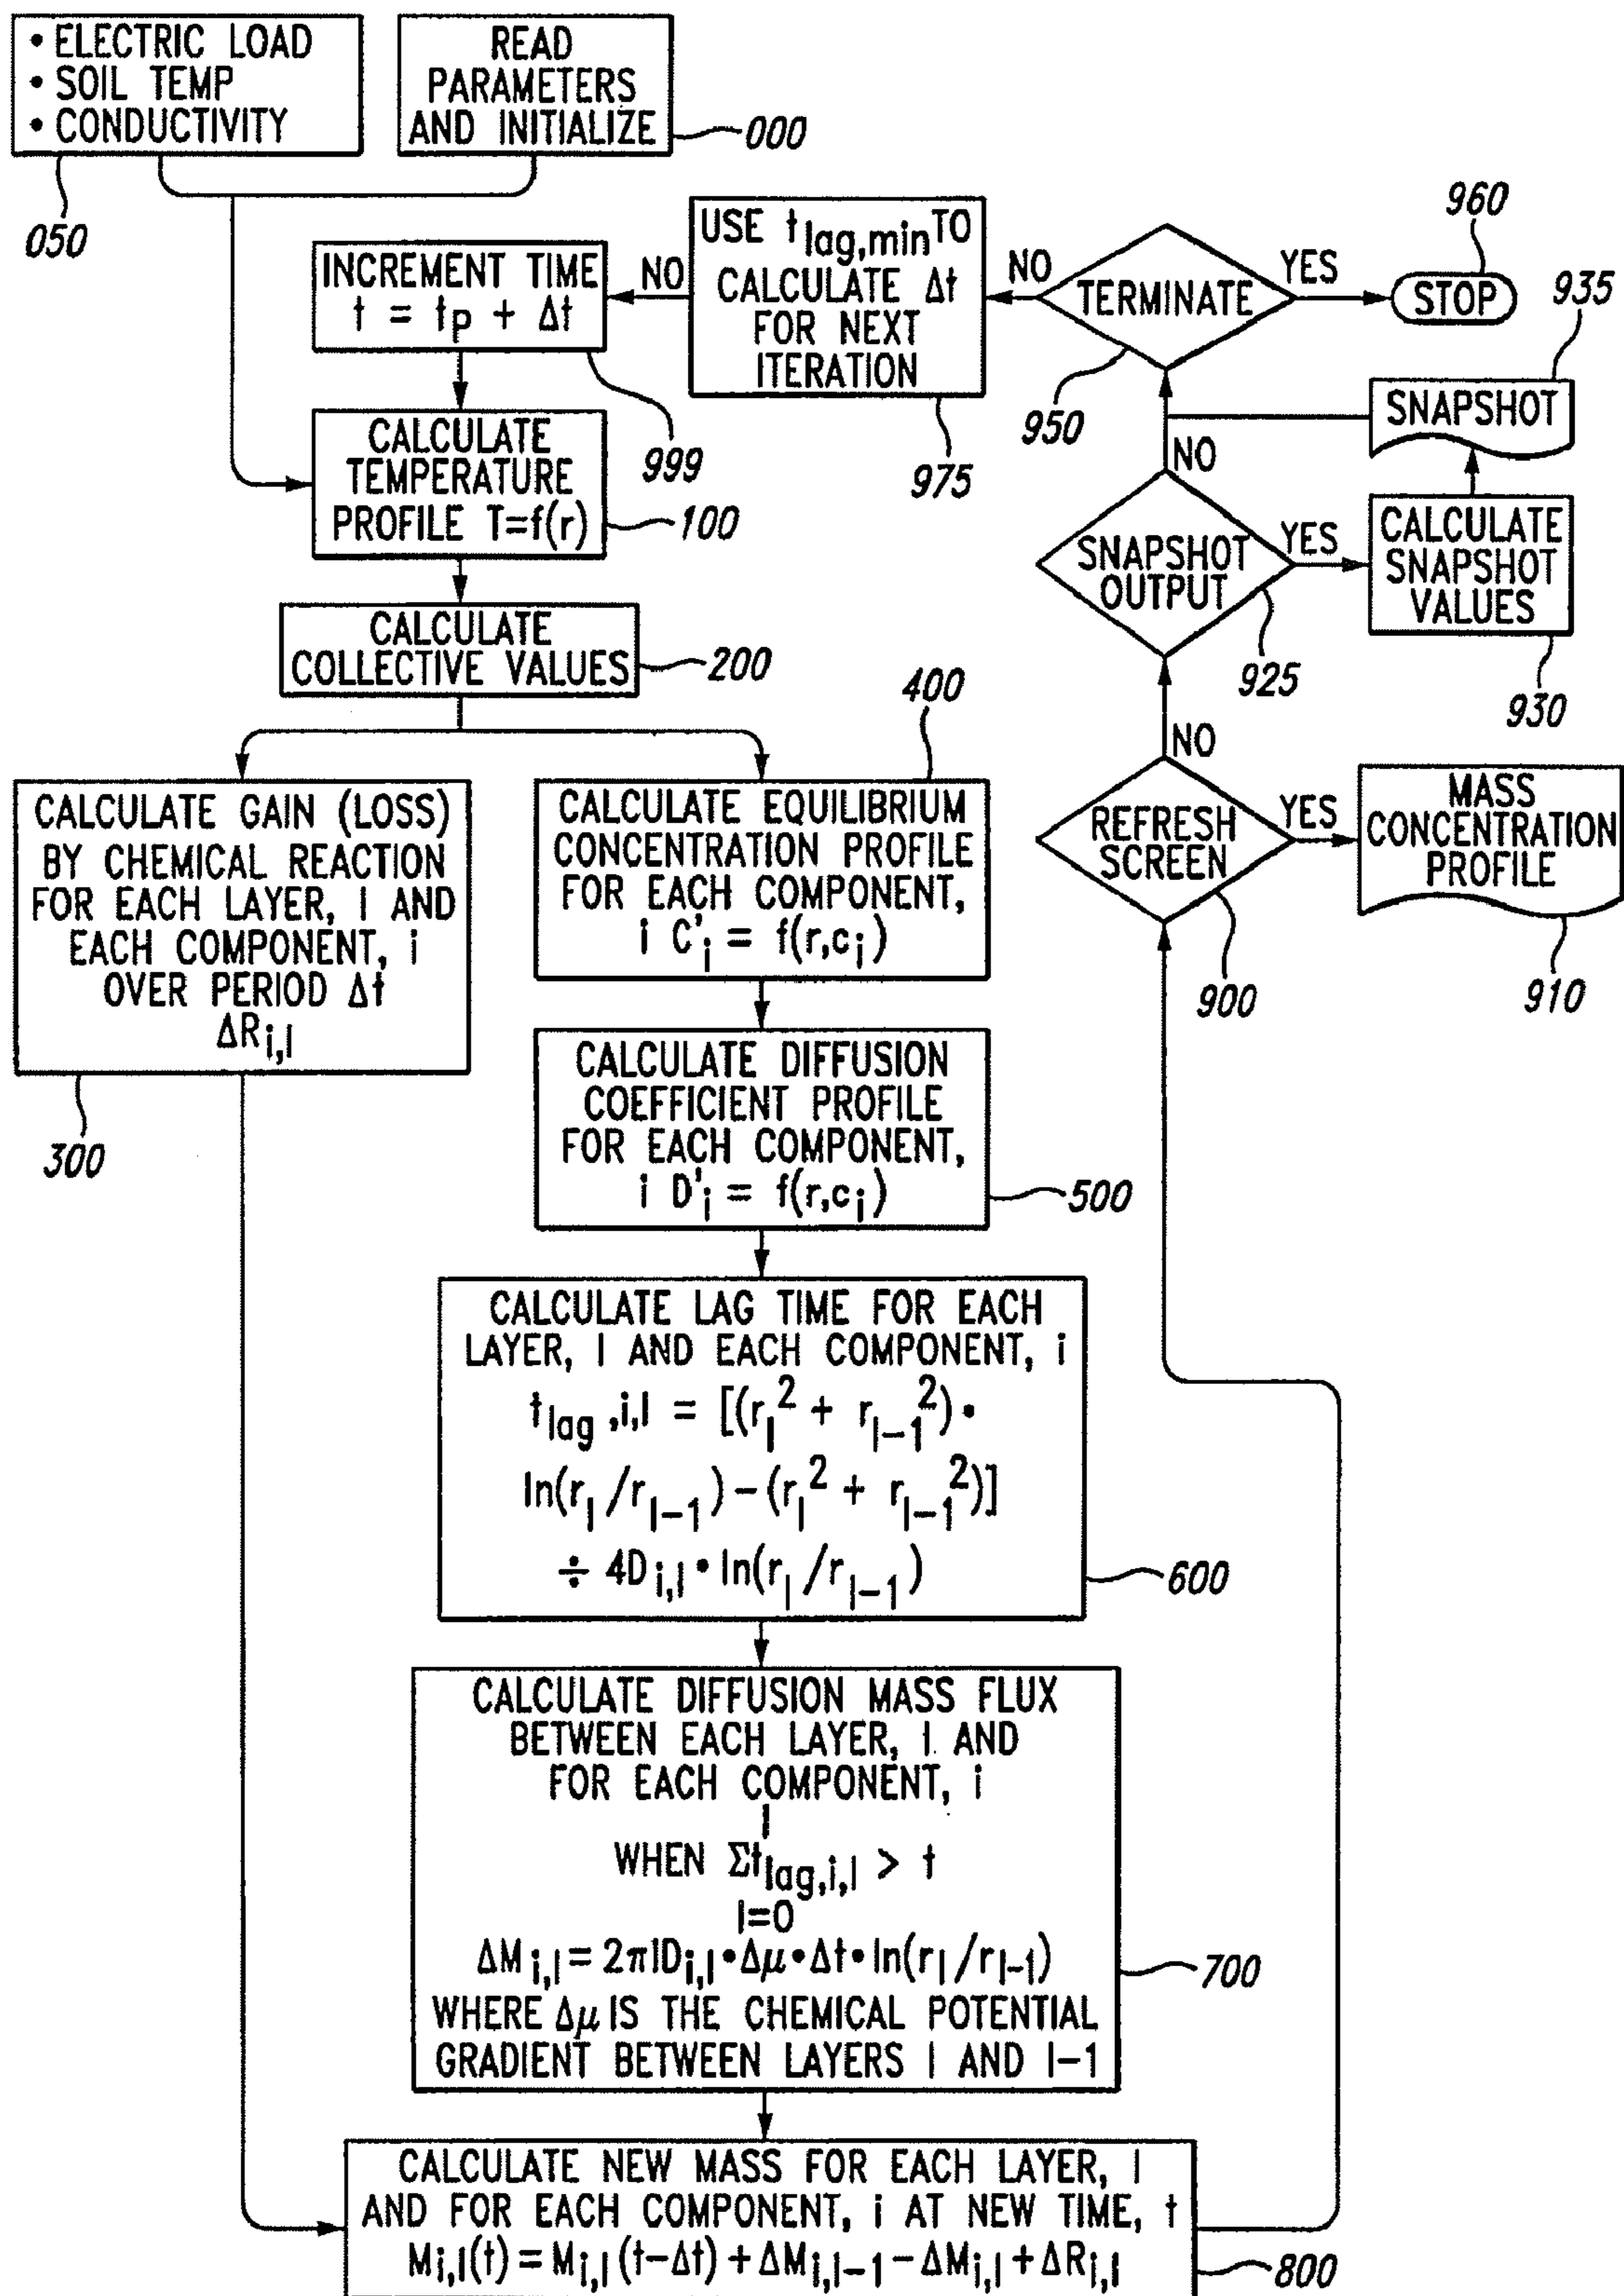 • ELECTRIC LOAD
• SOIL TEMP
• CONDUCTIVITY
050
READ
PARAMETERS
AND INITIALIZE
000
INCREMENT TIME
t = tp + Δt
999
USE tlag,min TO
CALCULATE Δt
FOR NEXT
ITERATION
975
NO
NO
TERMINATE
950
YES
960
STOP
935
SNAPSHOT
NO
SNAPSHOT
OUTPUT
925
YES
CALCULATE
SNAPSHOT
VALUES
930
NO
REFRESH
SCREEN
900
YES
MASS
CONCENTRATION
PROFILE
910
CALCULATE
TEMPERATURE
PROFILE T=f(r)
100
CALCULATE
COLLECTIVE VALUES
200
CALCULATE GAIN (LOSS)
BY CHEMICAL REACTION
FOR EACH LAYER, l AND
EACH COMPONENT, i
OVER PERIOD Δt
ΔRi,l
300
400
CALCULATE EQUILIBRIUM
CONCENTRATION PROFILE
FOR EACH COMPONENT,
i C'i = f(r,ci)
CALCULATE DIFFUSION
COEFFICIENT PROFILE
FOR EACH COMPONENT,
i D'i = f(r,ci)
500
CALCULATE LAG TIME FOR EACH
LAYER, l AND EACH COMPONENT, i
tlag ,i,l = [(rl² + rl-1²)•
ln(rl/rl-1) – (rl² + rl-1²)]
÷ 4Di,l • ln(rl/rl-1)
600
CALCULATE DIFFUSION MASS FLUX
BETWEEN EACH LAYER, l AND
FOR EACH COMPONENT, i
l
WHEN Σtlag,i,l > t
l=0
ΔMi,l = 2πlDi,l•Δμ•Δt•ln(rl/rl-1)
WHERE Δμ IS THE CHEMICAL POTENTIAL
GRADIENT BETWEEN LAYERS l AND l-1
700
CALCULATE NEW MASS FOR EACH LAYER, l
AND FOR EACH COMPONENT, i AT NEW TIME, t
Mi,l(t) = Mi,l(t-Δt) + ΔMi,l-1 – ΔMi,l + ΔRi,l
800